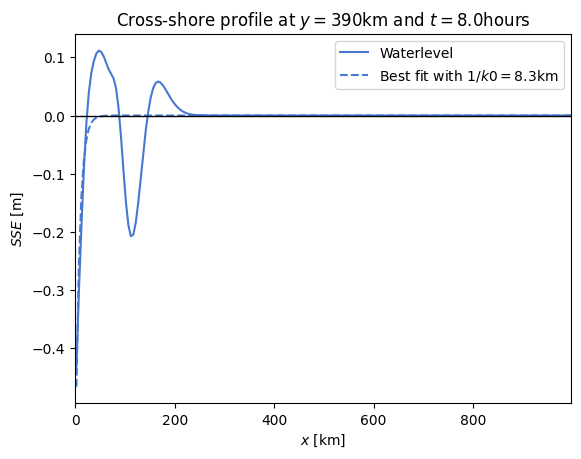 Cross-shore profile at y = 390km and t = 8.0hours
Waterlevel
Best fit with 1/k0 = 8.3km
SSE [m]
0.1
0.0
−0.1
−0.2
−0.3
−0.4
0 200 400 600 800
x [km]